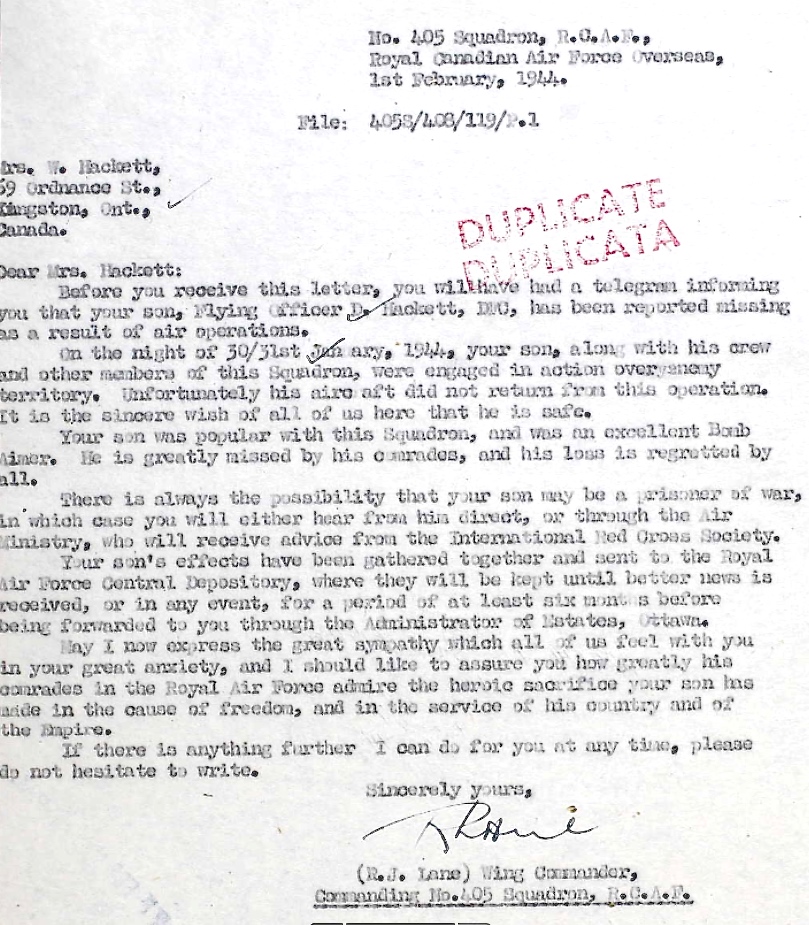 No. 405 Squadron, R.C.A.F.,
Royal Canadian Air Force Overseas,
1st February, 1944.
File: 405S/408/119/P.1
Mrs. W. Hackett,
69 Ordnance St.,
Kingston, Ont.,
Canada.
DUPLICATE
DUPLICATA
Dear Mrs. Hackett:
Before you receive this letter, you will have had a telegram informing
you that your son, Flying Officer D. Hackett, DFC, has been reported missing
as a result of air operations.
On the night of 30/31st January, 1944, your son, along with his crew
and other members of this Squadron, were engaged in action over enemy
territory. Unfortunately his aircraft did not return from this operation.
It is the sincere wish of all of us here that he is safe.
Your son was popular with this Squadron, and was an excellent Bomb
Aimer. He is greatly missed by his comrades, and his loss is regretted by
all.
There is always the possibility that your son may be a prisoner of war,
in which case you will either hear from him direct, or through the Air
Ministry, who will receive advice from the International Red Cross Society.
Your son's effects have been gathered together and sent to the Royal
Air Force Central Depository, where they will be kept until better news is
received, or in any event, for a period of at least six months before
being forwarded to you through the Administrator of Estates, Ottawa.
May I now express the great sympathy which all of us feel with you
in your great anxiety, and I should like to assure you how greatly his
comrades in the Royal Air Force admire the heroic sacrifice your son has
made in the cause of freedom, and in the service of his country and of
the Empire.
If there is anything further I can do for you at any time, please
do not hesitate to write.
Sincerely yours,
(R.J. Lane) Wing Commander,
Commanding No.405 Squadron, R.C.A.F.